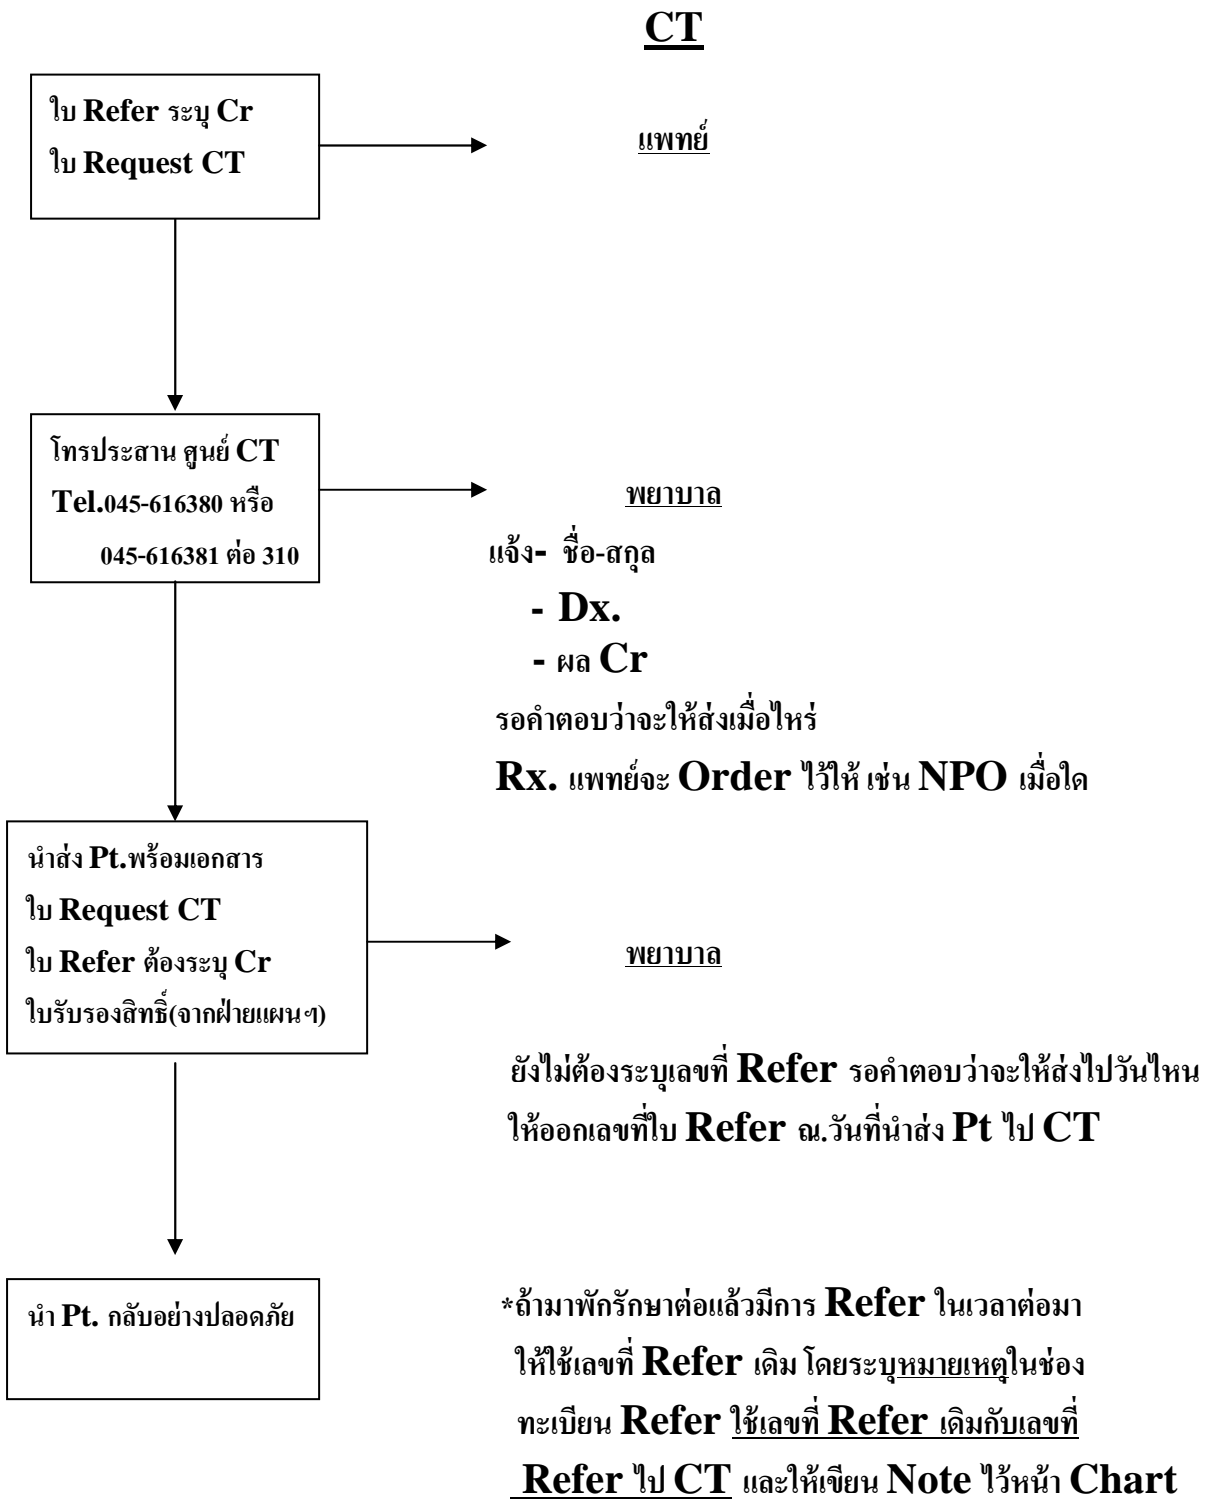 CT
ใบ Refer ระบุ Cr
ใบ Request CT
แพทย์
โทรประสาน ศูนย์ CT
Tel.045-616380 หรือ
045-616381 ต่อ 310
พยาบาล
แจ้ง- ชื่อ-สกุล
- Dx.
- ผล Cr
รอคำตอบว่าจะให้ส่งเมื่อไหร่
Rx. แพทย์จะ Order ไว้ให้ เช่น NPO เมื่อใด
นำส่ง Pt.พร้อมเอกสาร
ใบ Request CT
ใบ Refer ต้องระบุ Cr
ใบรับรองสิทธิ์(จากฝ่ายแผนฯ)
พยาบาล
ยังไม่ต้องระบุเลขที่ Refer รอคำตอบว่าจะให้ส่งไปวันไหน
ให้ออกเลขที่ใบ Refer ณ.วันที่นำส่ง Pt ไป CT
นำ Pt. กลับอย่างปลอดภัย
*ถ้ามาพักรักษาต่อแล้วมีการ Refer ในเวลาต่อมา
ให้ใช้เลขที่ Refer เดิม โดยระบุหมายเหตุในช่อง
ทะเบียน Refer ใช้เลขที่ Refer เดิมกับเลขที่
Refer ไป CT และให้เขียน Note ไว้หน้า Chart